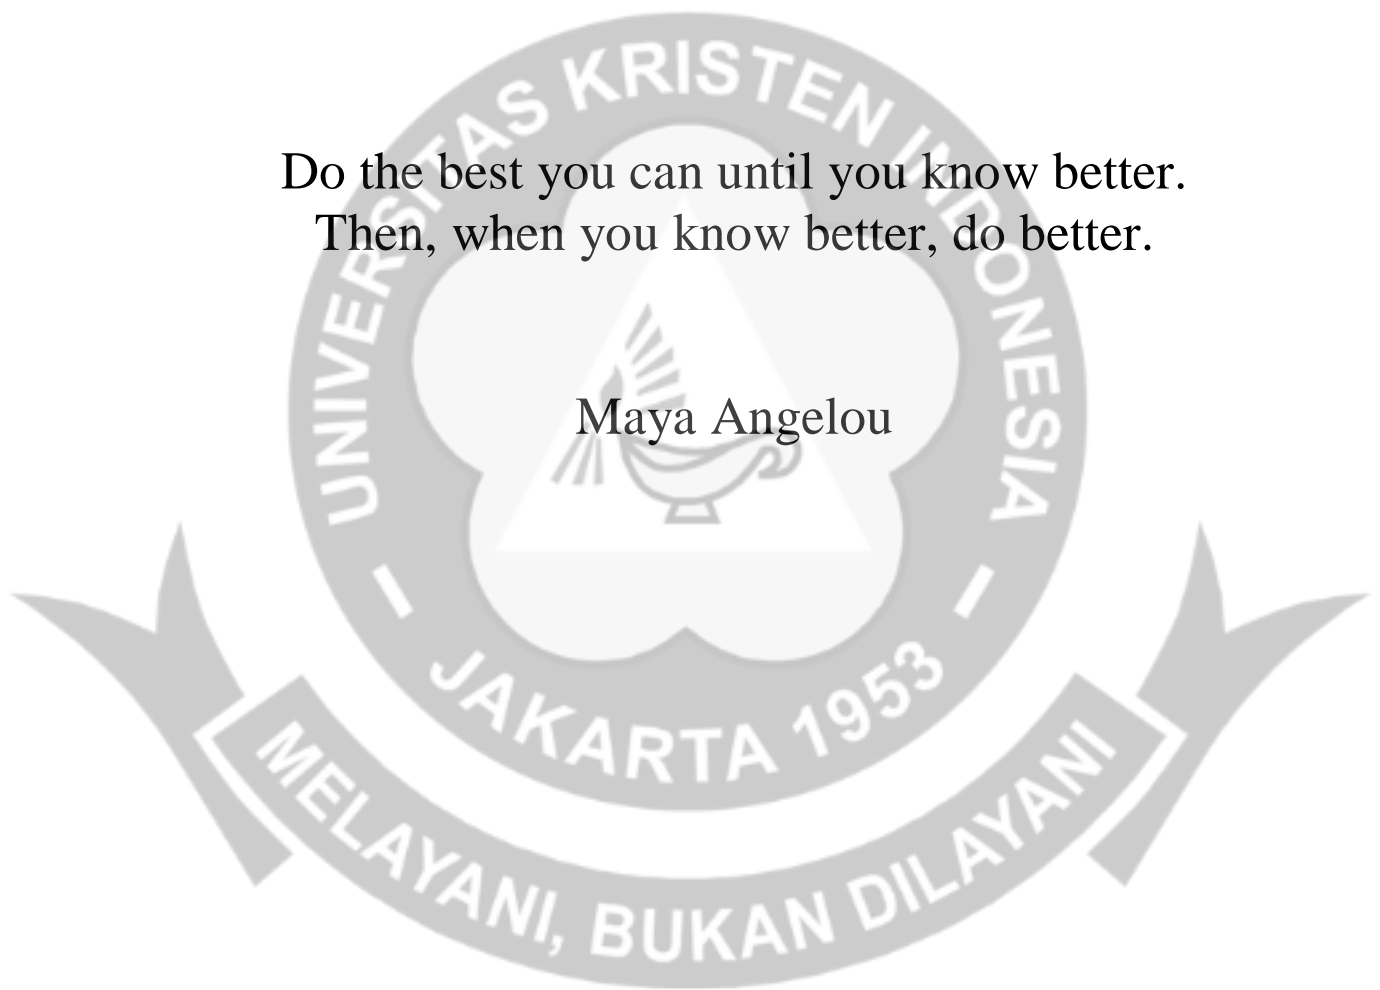 Do the best you can until you know better.
Then, when you know better, do better.
Maya Angelou
UNIVERSITAS KRISTEN INDONESIA
JAKARTA 1953
MELAYANI, BUKAN DILAYANI